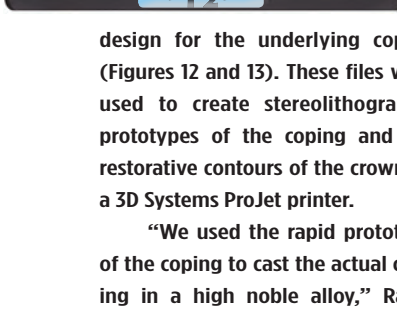 design for the underlying cop
(Figures 12 and 13). These files w
used to create stereolithogra
prototypes of the coping and
restorative contours of the crown
a 3D Systems ProJet printer.
“We used the rapid protot
of the coping to cast the actual c
ing in a high noble alloy,” Ra